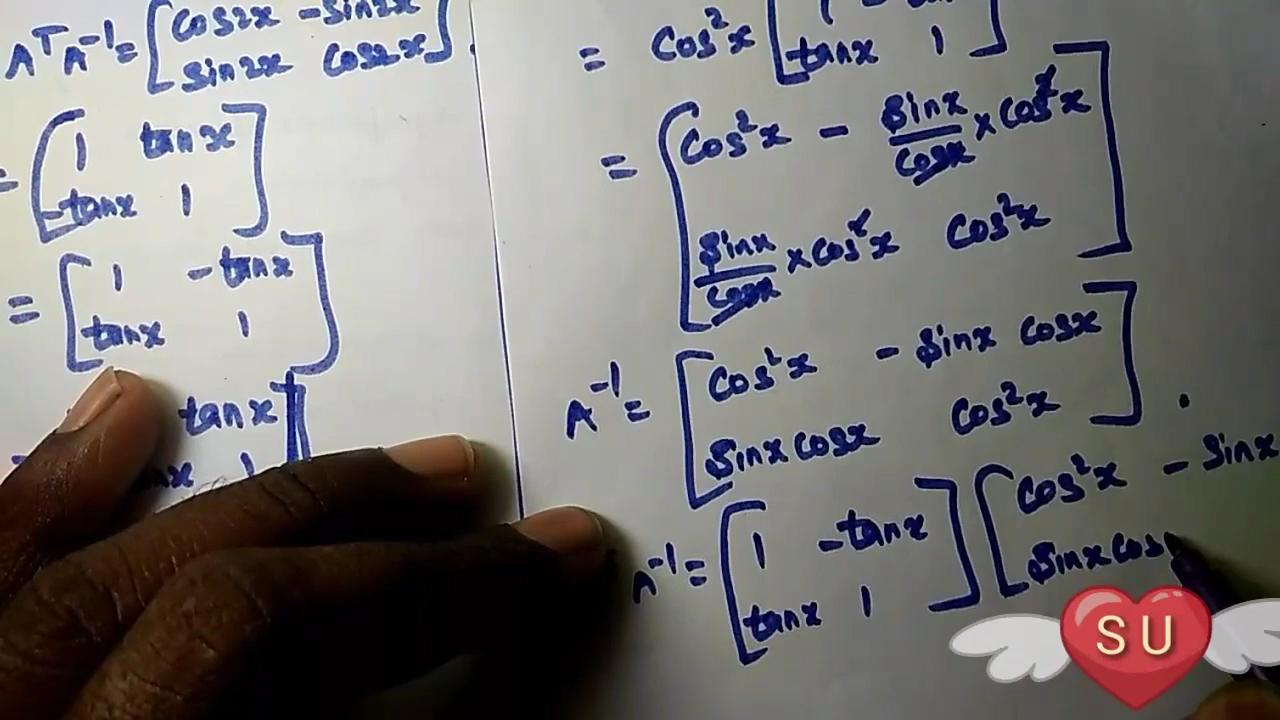 AᵀA⁻¹ = [cos2x -sin2x
sin2x cos2x].
= [1 tanx
-tanx 1]
= [1 -tanx
tanx 1]
tanx
1
= cos²x [
tanx 1]
= [cos²x - sinx/cosx × cos²x
sinx/cosx × cos²x cos²x]
A⁻¹ = [cos²x - sinx cosx
sinx cosx cos²x].
A⁻¹ = [1 -tanx
tanx 1] [cos²x - sinx
sinx cos
SU